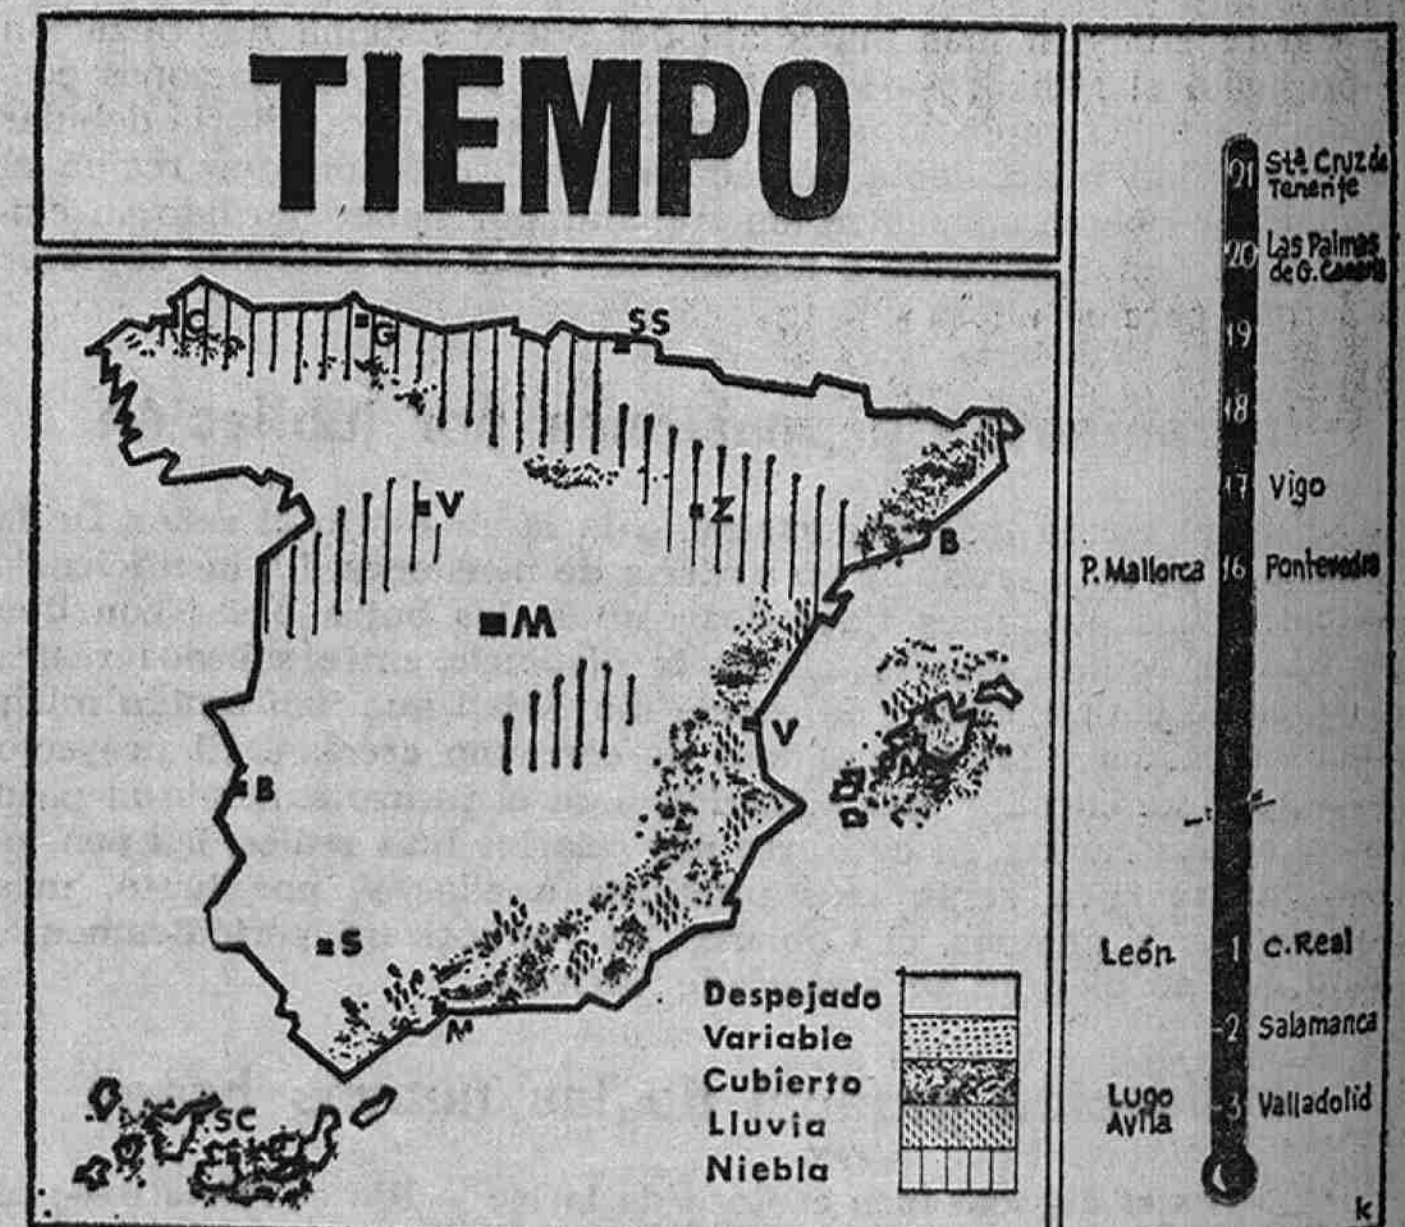 TIEMPO
C
G
SS
V
Z
B
M
V
B
S
M
SC
Despejado
Variable
Cubierto
Lluvia
Niebla
21 Stª Cruz de
Tenerife
20 Las Palmas
de G. Canaria
19
18
17 Vigo
P. Mallorca 16 Pontevedra
León -1 C. Real
-2 Salamanca
Lugo
Avila -3 Valladolid
k